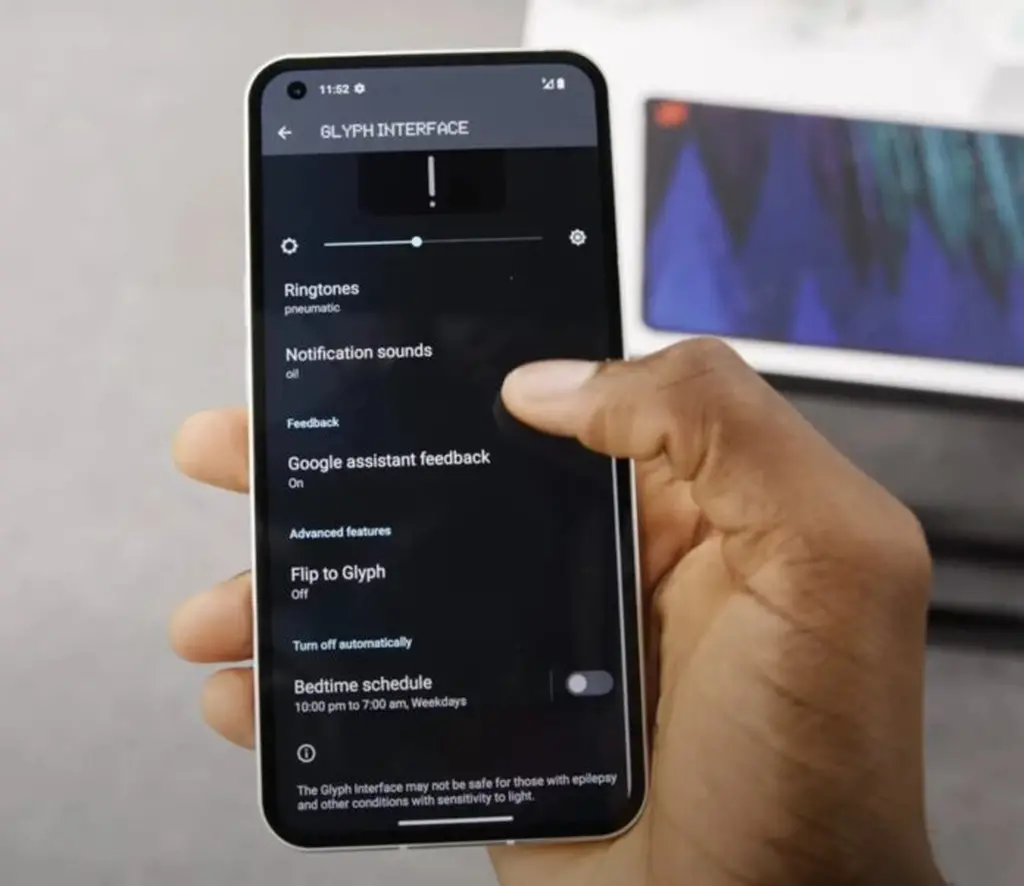 11:52
GLYPH INTERFACE
Ringtones
pneumatic
Notification sounds
oi!
Feedback
Google assistant feedback
On
Advanced features
Flip to Glyph
Off
Turn off automatically
Bedtime schedule
10:00 pm to 7:00 am, Weekdays
The Glyph Interface may not be safe for those with epilepsy
and other conditions with sensitivity to light.